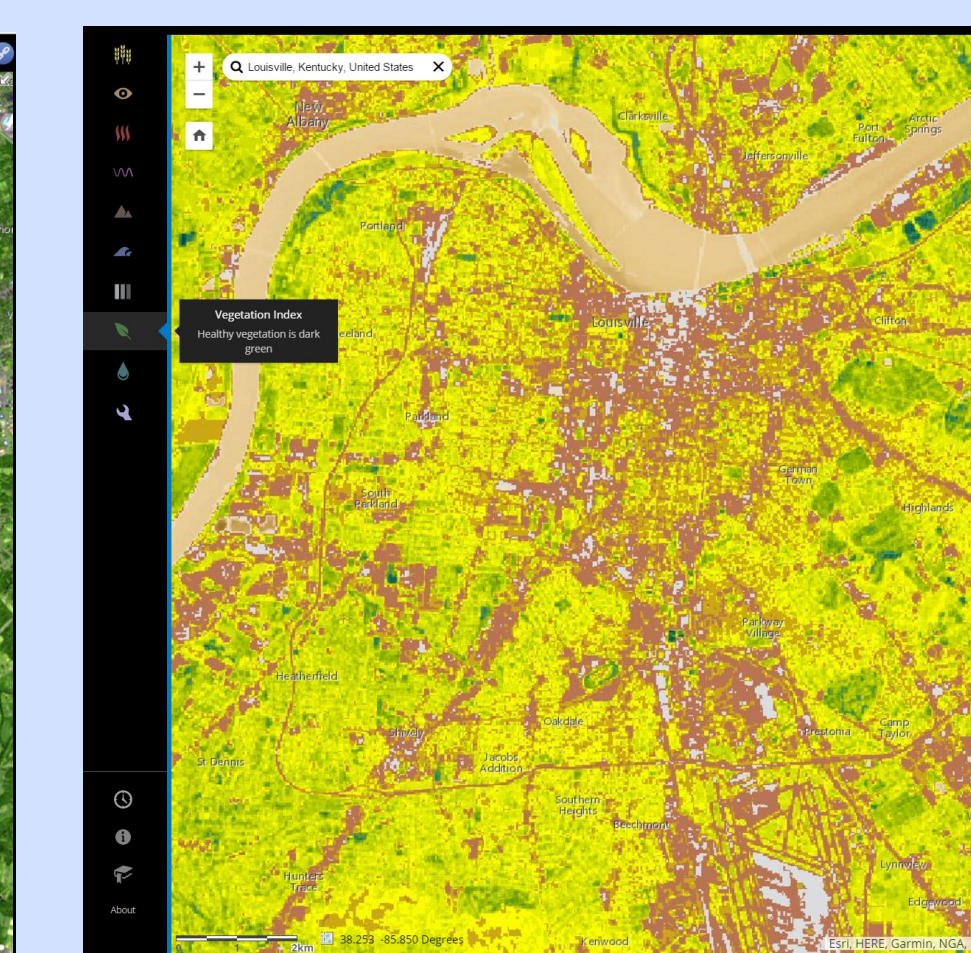 Louisville, Kentucky, United States
New
Albany
Clarksville
Arctic
Springs
Port
Fulton
Jeffersonville
Portland
Vegetation Index
Healthy vegetation is dark
green
eeland
Louisville
Clifton
Parkland
German
Town
South
Parkland
Highlands
Parkway
Village
Heatherfield
Oakdale
Camp
Taylor
Prestonia
Shively
St Dennis
Jacobs
Addition
Southern
Heights
Beechmont
Lynnview
Hunters
Trace
Edgewood
About
0
2km
38.253 -85.850 Degrees
Kenwood
Esri, HERE, Garmin, NGA,